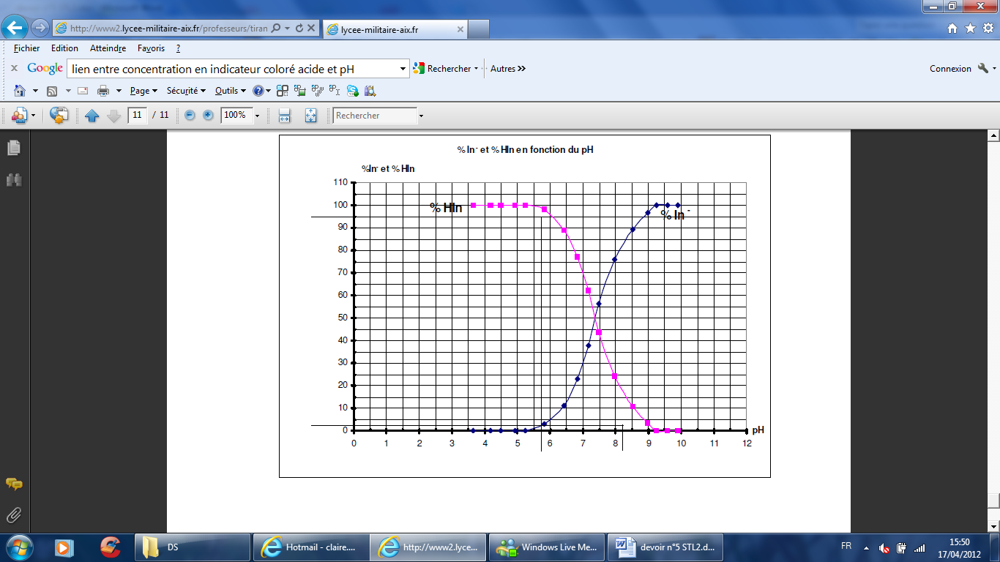 http://www2.lycee-militaire-aix.fr/professeurs/tiran
lycee-militaire-aix.fr
Fichier Edition Atteindre Favoris ?
x Google lien entre concentration en indicateur coloré acide et pH Rechercher Autres » Connexion
Page Sécurité Outils
11 / 11 100% Rechercher
% In- et % HIn en fonction du pH
%In- et % HIn
110
100
90
80
70
60
50
40
30
20
10
0
% HIn
% In -
0 1 2 3 4 5 6 7 8 9 10 11 12
pH
DS Hotmail - claire.... http://www2.lyce... Windows Live Me... devoir n°5 STL2.d... FR 15:50
17/04/2012